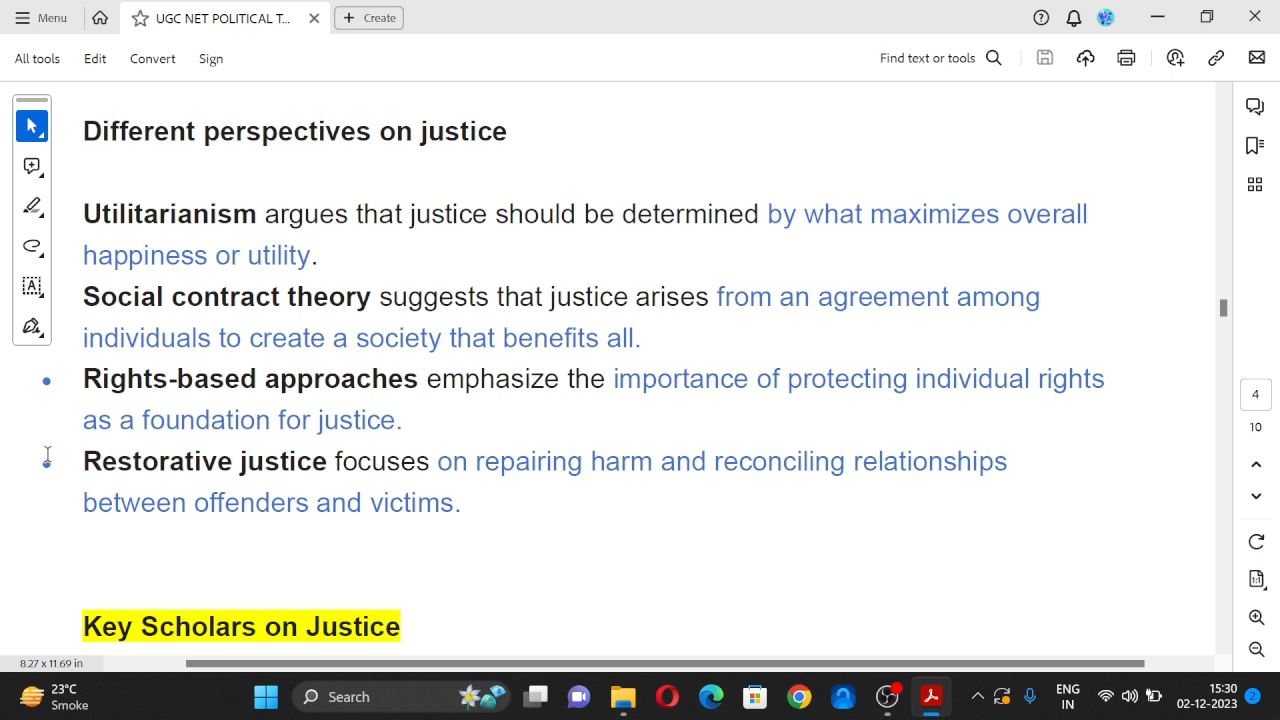 Menu
UGC NET POLITICAL T...
Create
All tools Edit Convert Sign
Find text or tools
Different perspectives on justice
Utilitarianism argues that justice should be determined by what maximizes overall
happiness or utility.
Social contract theory suggests that justice arises from an agreement among
individuals to create a society that benefits all.
• Rights-based approaches emphasize the importance of protecting individual rights
as a foundation for justice.
• Restorative justice focuses on repairing harm and reconciling relationships
between offenders and victims.
Key Scholars on Justice
4
10
1:1
8.27 x 11.69 in
23°C
Smoke
Search
ENG
IN
15:30
02-12-2023
2